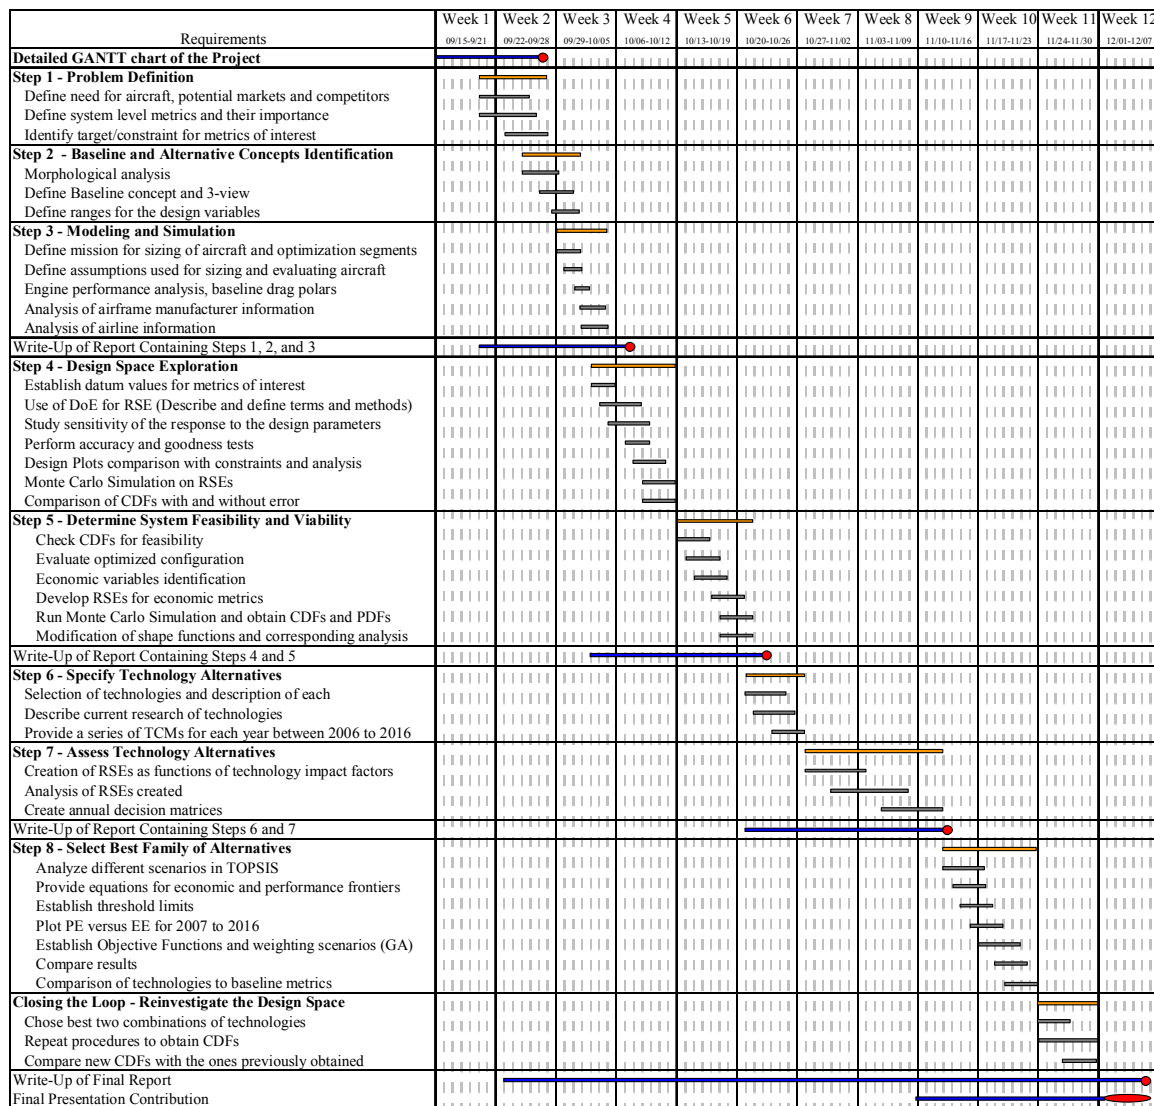 Week 1 Week 2 Week 3 Week 4 Week 5 Week 6 Week 7 Week 8 Week 9 Week 10 Week 11 Week 12
Requirements 09/15-9/21 09/22-09/28 09/29-10/05 10/06-10/12 10/13-10/19 10/20-10/26 10/27-11/02 11/03-11/09 11/10-11/16 11/17-11/23 11/24-11/30 12/01-12/07
Detailed GANTT chart of the Project
Step 1 - Problem Definition
Define need for aircraft, potential markets and competitors
Define system level metrics and their importance
Identify target/constraint for metrics of interest
Step 2 - Baseline and Alternative Concepts Identification
Morphological analysis
Define Baseline concept and 3-view
Define ranges for the design variables
Step 3 - Modeling and Simulation
Define mission for sizing of aircraft and optimization segments
Define assumptions used for sizing and evaluating aircraft
Engine performance analysis, baseline drag polars
Analysis of airframe manufacturer information
Analysis of airline information
Write-Up of Report Containing Steps 1, 2, and 3
Step 4 - Design Space Exploration
Establish datum values for metrics of interest
Use of DoE for RSE (Describe and define terms and methods)
Study sensitivity of the response to the design parameters
Perform accuracy and goodness tests
Design Plots comparison with constraints and analysis
Monte Carlo Simulation on RSEs
Comparison of CDFs with and without error
Step 5 - Determine System Feasibility and Viability
Check CDFs for feasibility
Evaluate optimized configuration
Economic variables identification
Develop RSEs for economic metrics
Run Monte Carlo Simulation and obtain CDFs and PDFs
Modification of shape functions and corresponding analysis
Write-Up of Report Containing Steps 4 and 5
Step 6 - Specify Technology Alternatives
Selection of technologies and description of each
Describe current research of technologies
Provide a series of TCMs for each year between 2006 to 2016
Step 7 - Assess Technology Alternatives
Creation of RSEs as functions of technology impact factors
Analysis of RSEs created
Create annual decision matrices
Write-Up of Report Containing Steps 6 and 7
Step 8 - Select Best Family of Alternatives
Analyze different scenarios in TOPSIS
Provide equations for economic and performance frontiers
Establish threshold limits
Plot PE versus EE for 2007 to 2016
Establish Objective Functions and weighting scenarios (GA)
Compare results
Comparison of technologies to baseline metrics
Closing the Loop - Reinvestigate the Design Space
Chose best two combinations of technologies
Repeat procedures to obtain CDFs
Compare new CDFs with the ones previously obtained
Write-Up of Final Report
Final Presentation Contribution